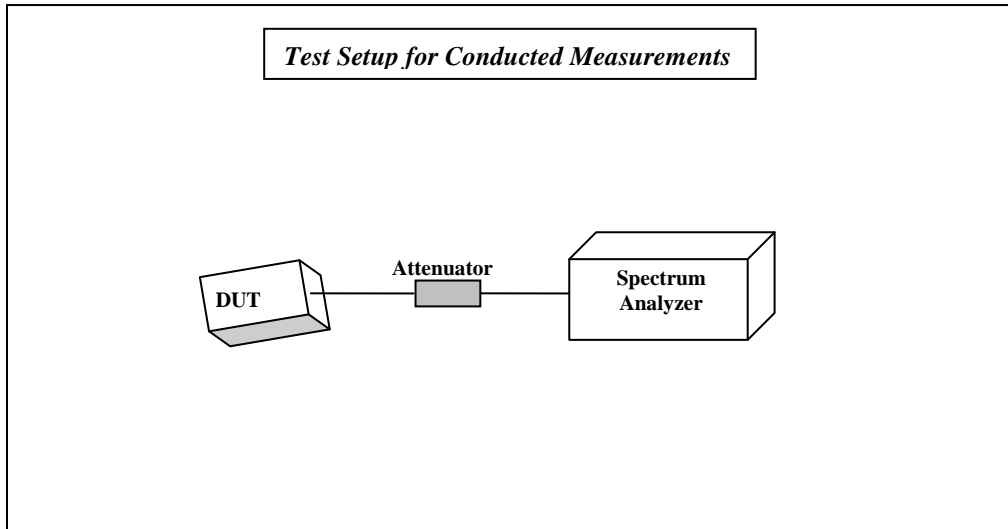 Test Setup for Conducted Measurements
Attenuator
DUT
Spectrum
Analyzer